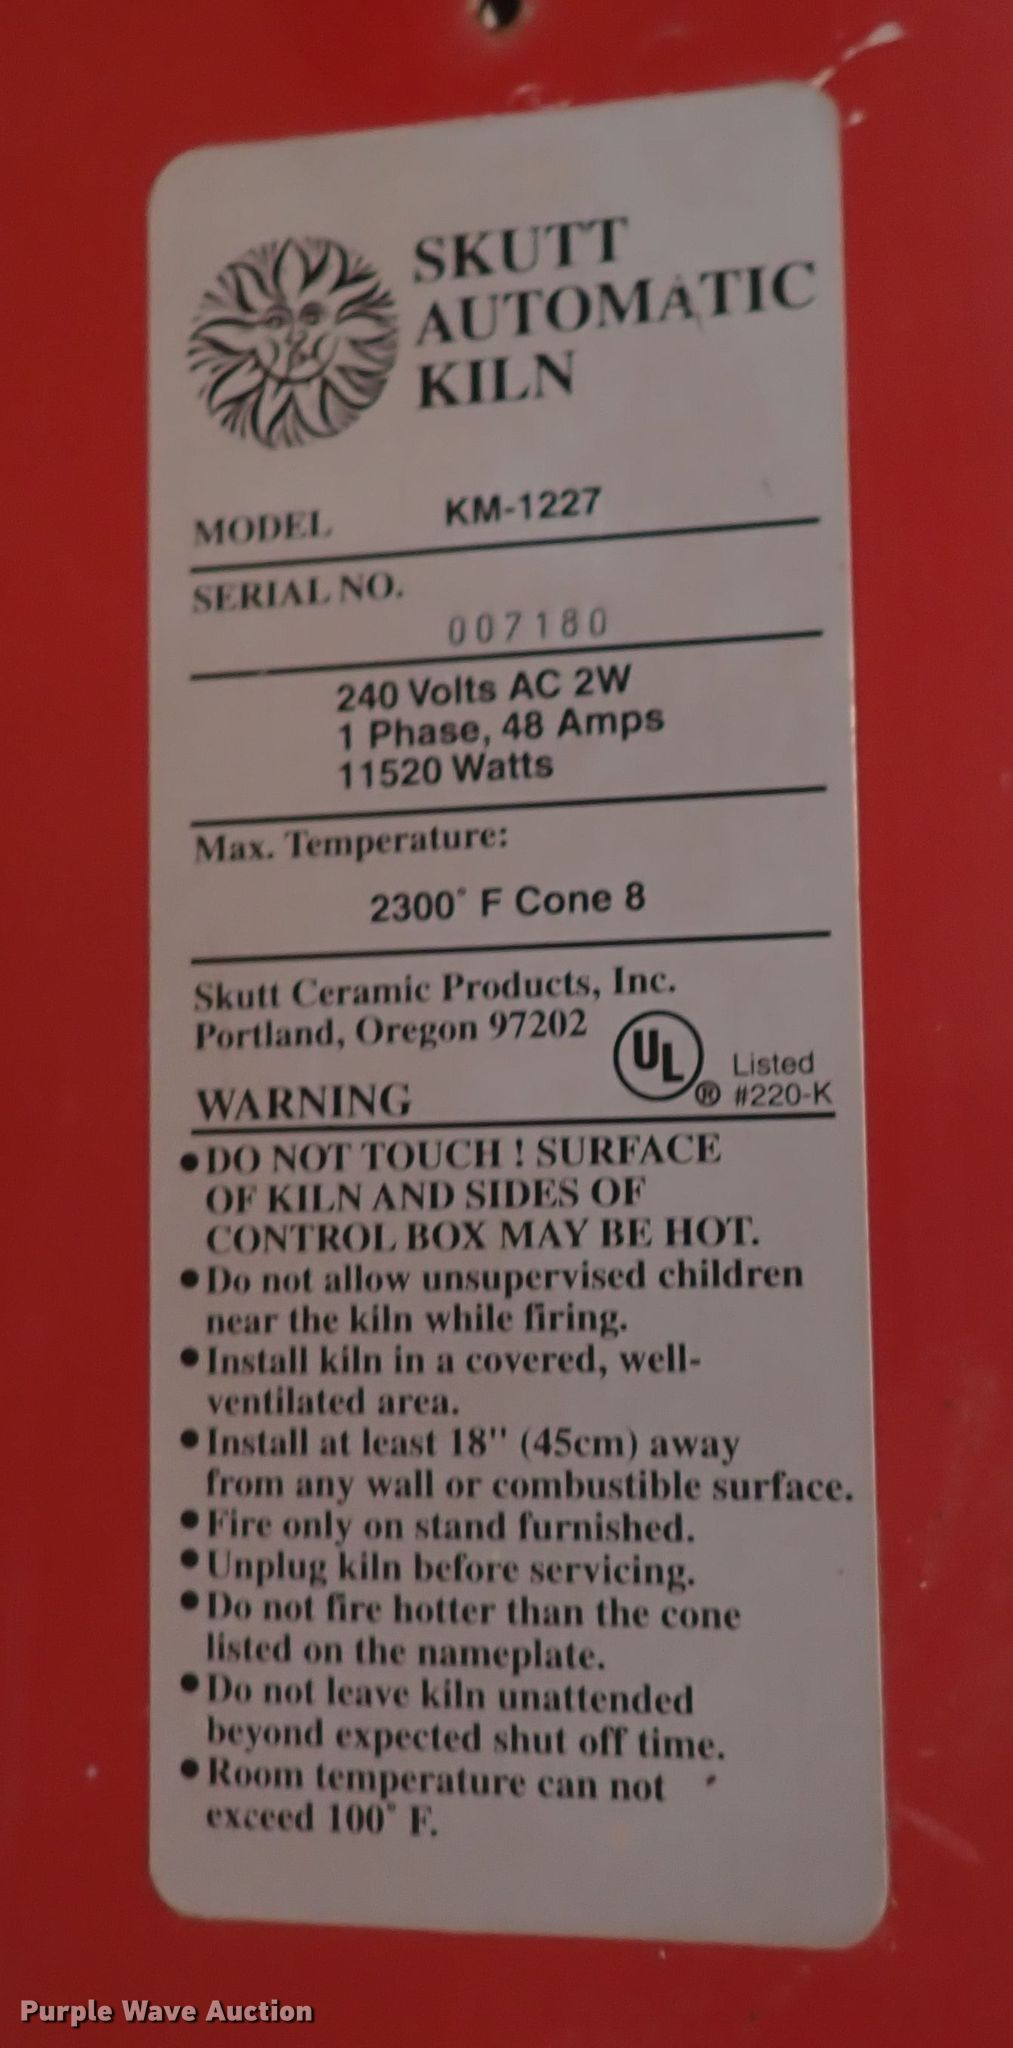 SKUTT
AUTOMATIC
KILN
MODEL KM-1227
SERIAL NO.
007180
240 Volts AC 2W
1 Phase, 48 Amps
11520 Watts
Max. Temperature:
2300° F Cone 8
Skutt Ceramic Products, Inc.
Portland, Oregon 97202
UL ® Listed
#220-K
WARNING
•DO NOT TOUCH ! SURFACE
OF KILN AND SIDES OF
CONTROL BOX MAY BE HOT.
•Do not allow unsupervised children
near the kiln while firing.
•Install kiln in a covered, well-
ventilated area.
•Install at least 18" (45cm) away
from any wall or combustible surface.
•Fire only on stand furnished.
•Unplug kiln before servicing.
•Do not fire hotter than the cone
listed on the nameplate.
•Do not leave kiln unattended
beyond expected shut off time.
•Room temperature can not
exceed 100° F.
Purple Wave Auction